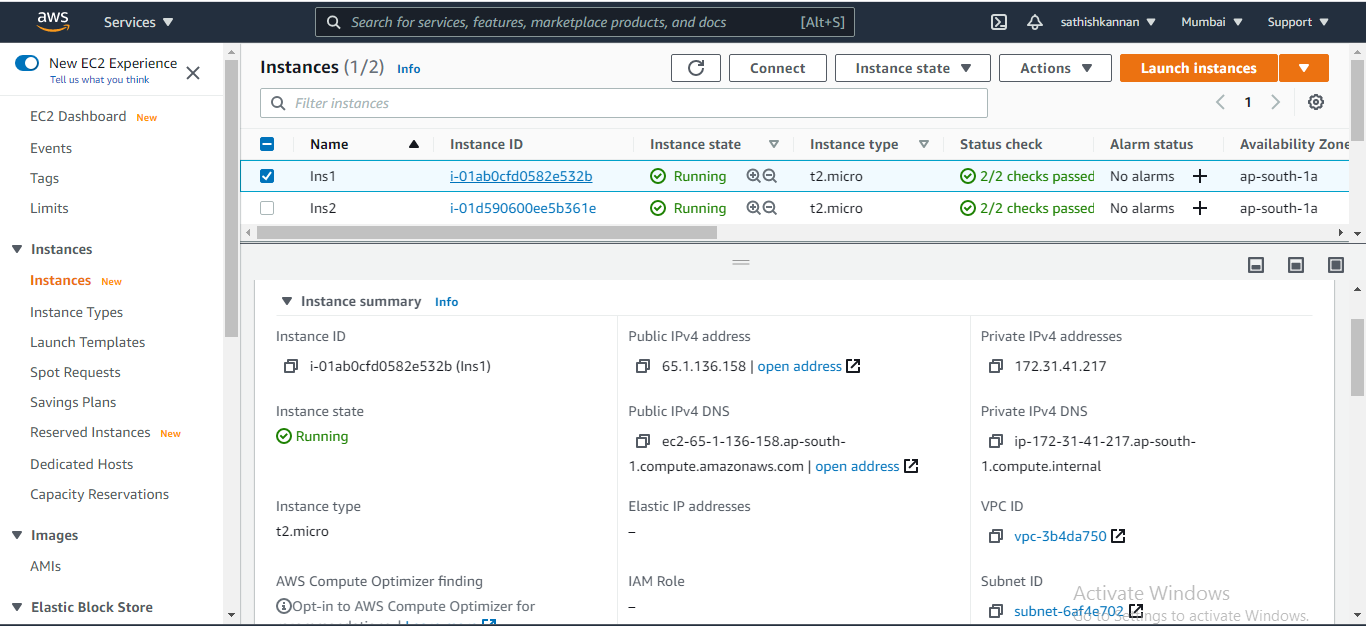 aws Services Search for services, features, marketplace products, and docs [Alt+S] sathishkannan Mumbai Support
New EC2 Experience
Tell us what you think
EC2 Dashboard New
Events
Tags
Limits
Instances
Instances New
Instance Types
Launch Templates
Spot Requests
Savings Plans
Reserved Instances New
Dedicated Hosts
Capacity Reservations
Images
AMIs
Elastic Block Store
Instances (1/2) Info Connect Instance state Actions Launch instances
Filter instances 1
Name Instance ID Instance state Instance type Status check Alarm status Availability Zone
Ins1 i-01ab0cfd0582e532b Running t2.micro 2/2 checks passed No alarms ap-south-1a
Ins2 i-01d590600ee5b361e Running t2.micro 2/2 checks passed No alarms ap-south-1a
Instance summary Info
Instance ID
i-01ab0cfd0582e532b (Ins1)
Public IPv4 address
65.1.136.158 | open address
Private IPv4 addresses
172.31.41.217
Instance state
Running
Public IPv4 DNS
ec2-65-1-136-158.ap-south-
1.compute.amazonaws.com | open address
Private IPv4 DNS
ip-172-31-41-217.ap-south-
1.compute.internal
Instance type
t2.micro
Elastic IP addresses
–
VPC ID
vpc-3b4da750
AWS Compute Optimizer finding
Opt-in to AWS Compute Optimizer for
IAM Role
–
Subnet ID
subnet-6af4e702
Activate Windows
Go to Settings to activate Windows.